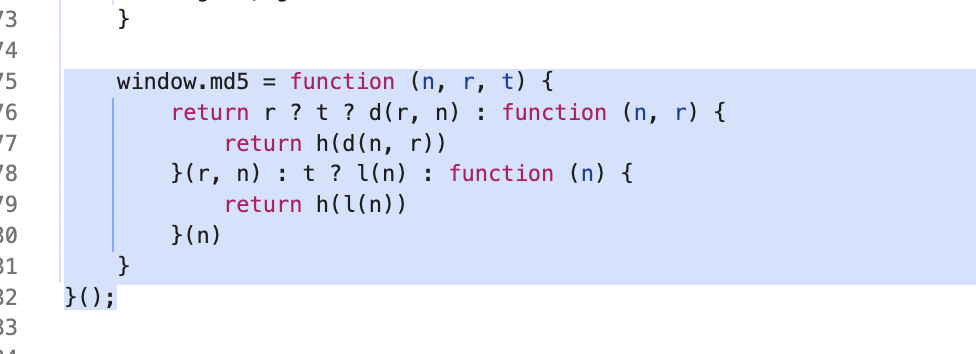 73 }
74
75 window.md5 = function (n, r, t) {
76 return r ? t ? d(r, n) : function (n, r) {
77 return h(d(n, r))
78 }(r, n) : t ? l(n) : function (n) {
79 return h(l(n))
80 }(n)
81 }
82 }();
83